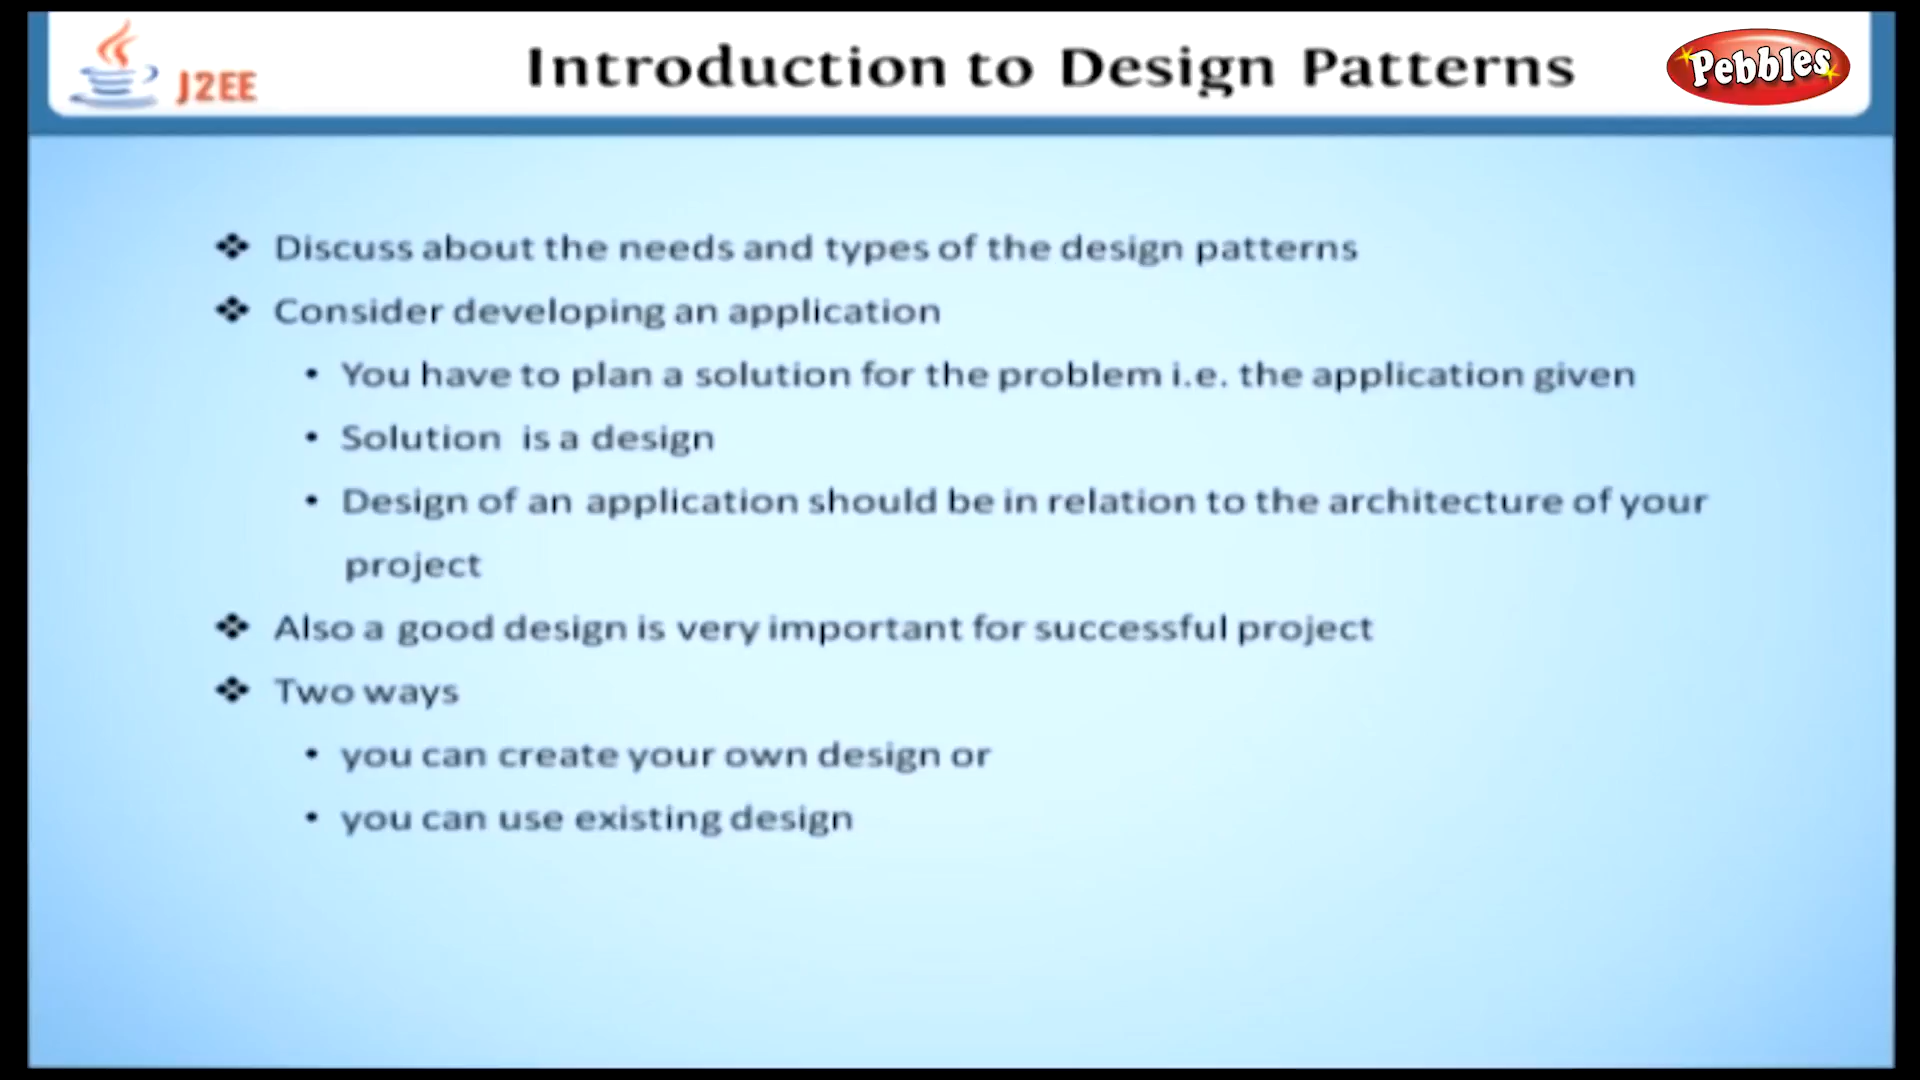 J2EE
Introduction to Design Patterns
Pebbles
Discuss about the needs and types of the design patterns
Consider developing an application
You have to plan a solution for the problem i.e. the application given
Solution is a design
Design of an application should be in relation to the architecture of your
project
Also a good design is very important for successful project
Two ways
you can create your own design or
you can use existing design